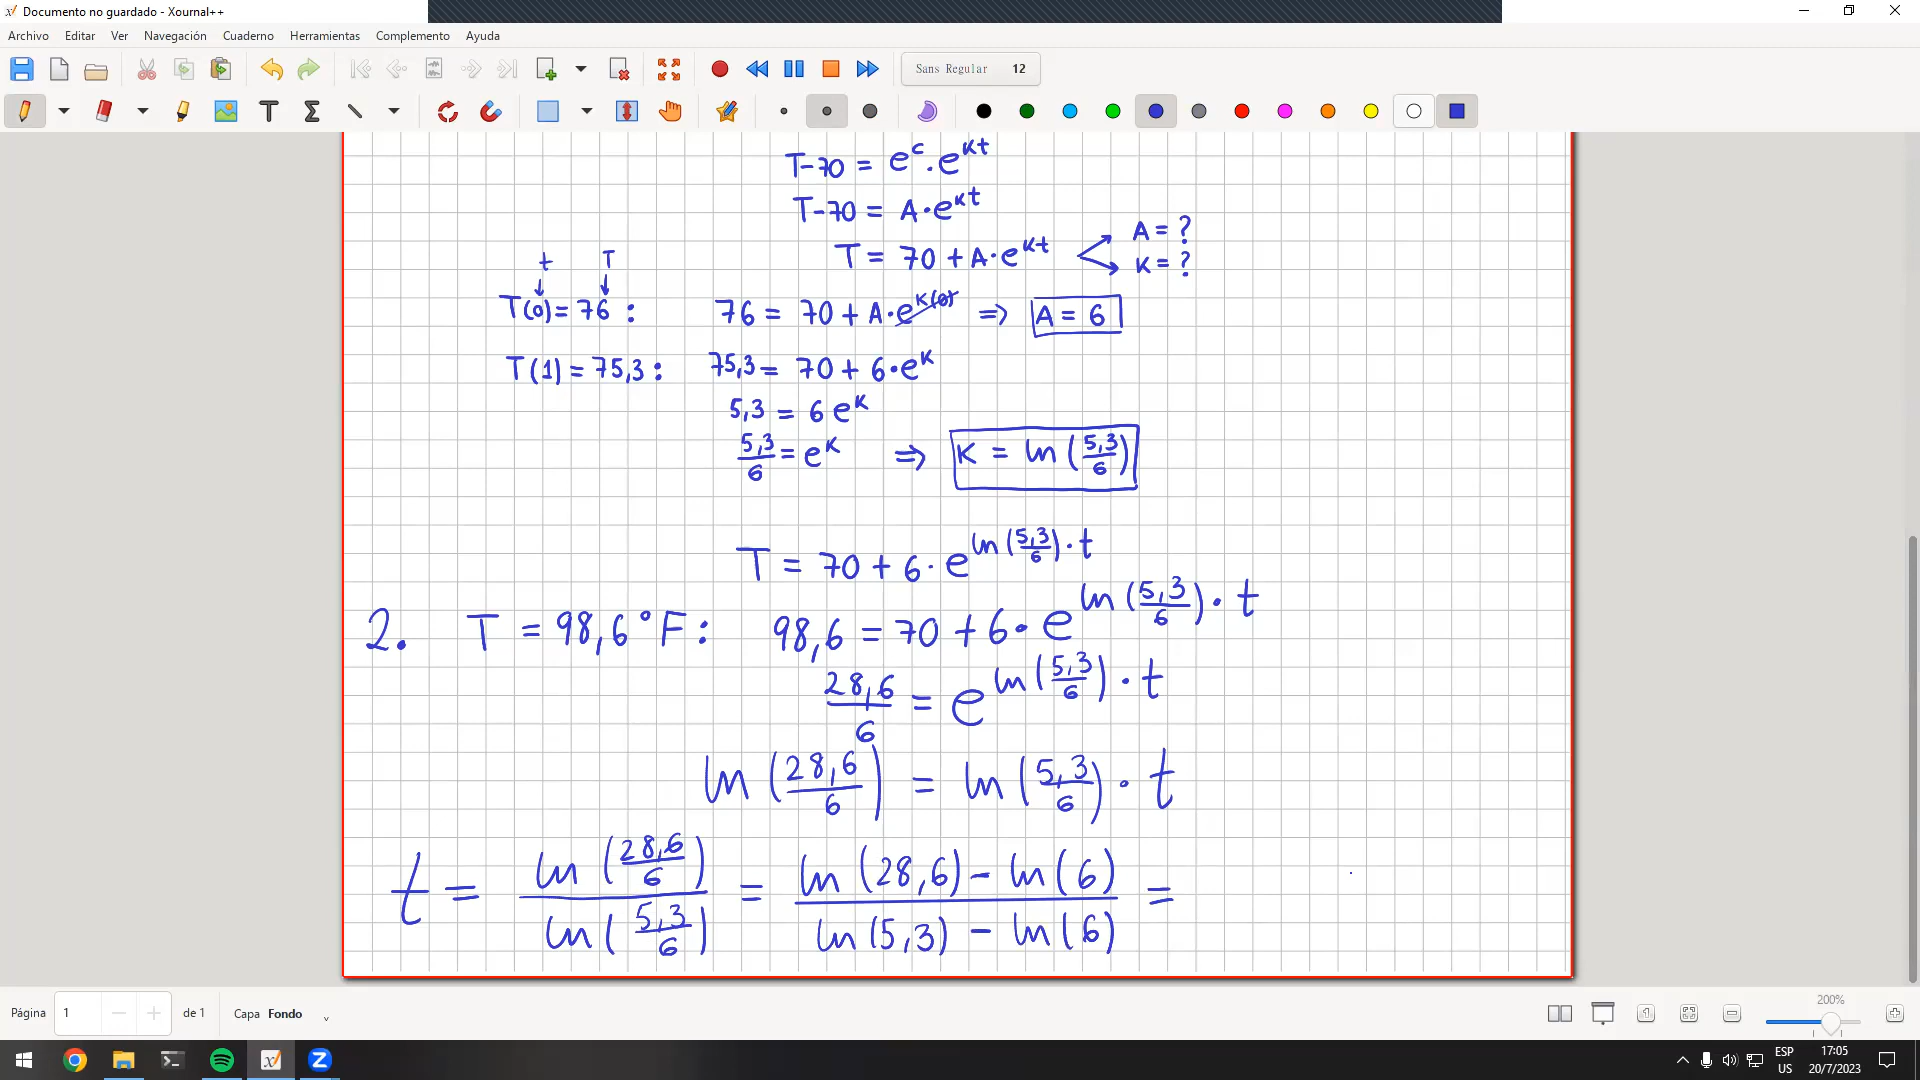 Documento no guardado - Xournal++
Archivo Editar Ver Navegación Cuaderno Herramientas Complemento Ayuda
Sans Regular 12
T-70 = e^c . e^kt
T-70 = A·e^kt
T = 70 + A·e^kt A = ?
K = ?
t T
T(0) = 76 : 76 = 70 + A·e^K(0) ⇒ A = 6
T(1) = 75,3 : 75,3 = 70 + 6·e^K
5,3 = 6 e^K
5,3/6 = e^K ⇒ K = ln(5,3/6)
T = 70 + 6· e^ln(5,3/6)·t
2. T = 98,6°F : 98,6 = 70 + 6· e^ln(5,3/6)·t
28,6/6 = e^ln(5,3/6)·t
ln(28,6/6) = ln(5,3/6)·t
t = ln(28,6/6)/ln(5,3/6) = ln(28,6) - ln(6)/ln(5,3) - ln(6) =
Página 1 de 1 Capa Fondo
200%
ESP
US
17:05
20/7/2023